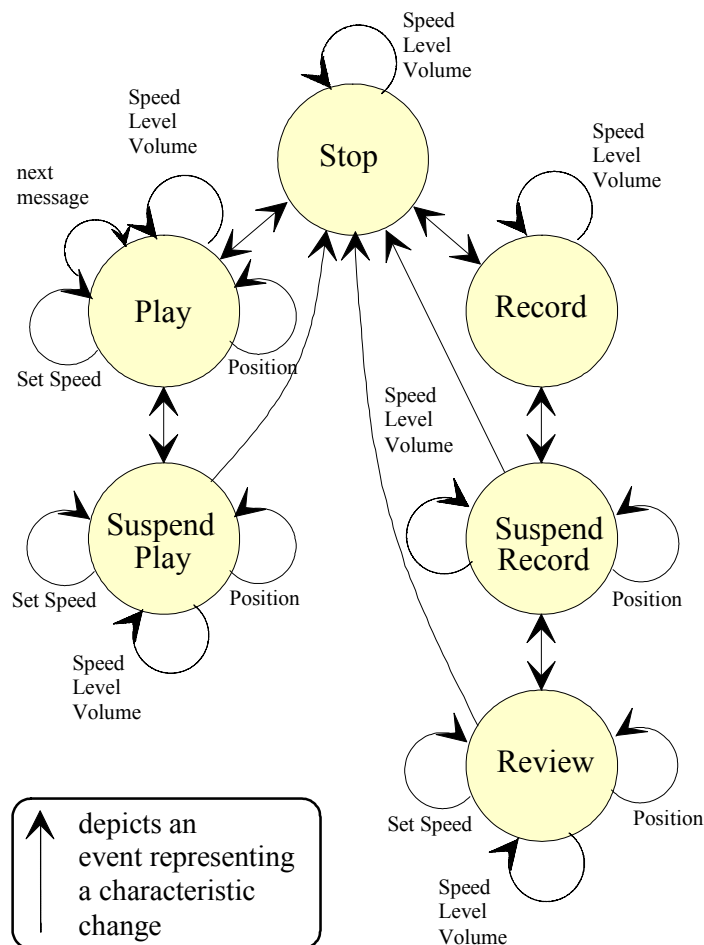 Speed
Level
Volume
Stop
Speed
Level
Volume
next
message
Speed
Level
Volume
Play
Record
Set Speed
Position
Speed
Level
Volume
Suspend
Play
Suspend
Record
Set Speed
Position
Position
Speed
Level
Volume
Review
Set Speed
Position
Speed
Level
Volume
depicts an
event representing
a characteristic
change